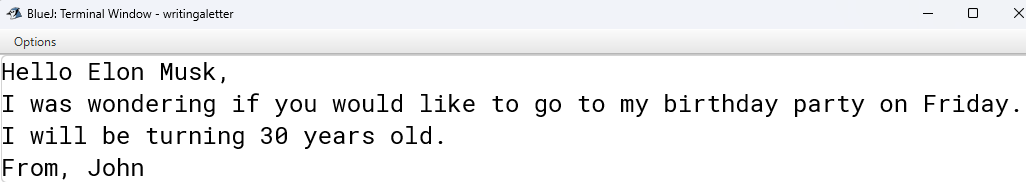 BlueJ: Terminal Window - writingaletter
Options
Hello Elon Musk,
I was wondering if you would like to go to my birthday party on Friday.
I will be turning 30 years old.
From, John